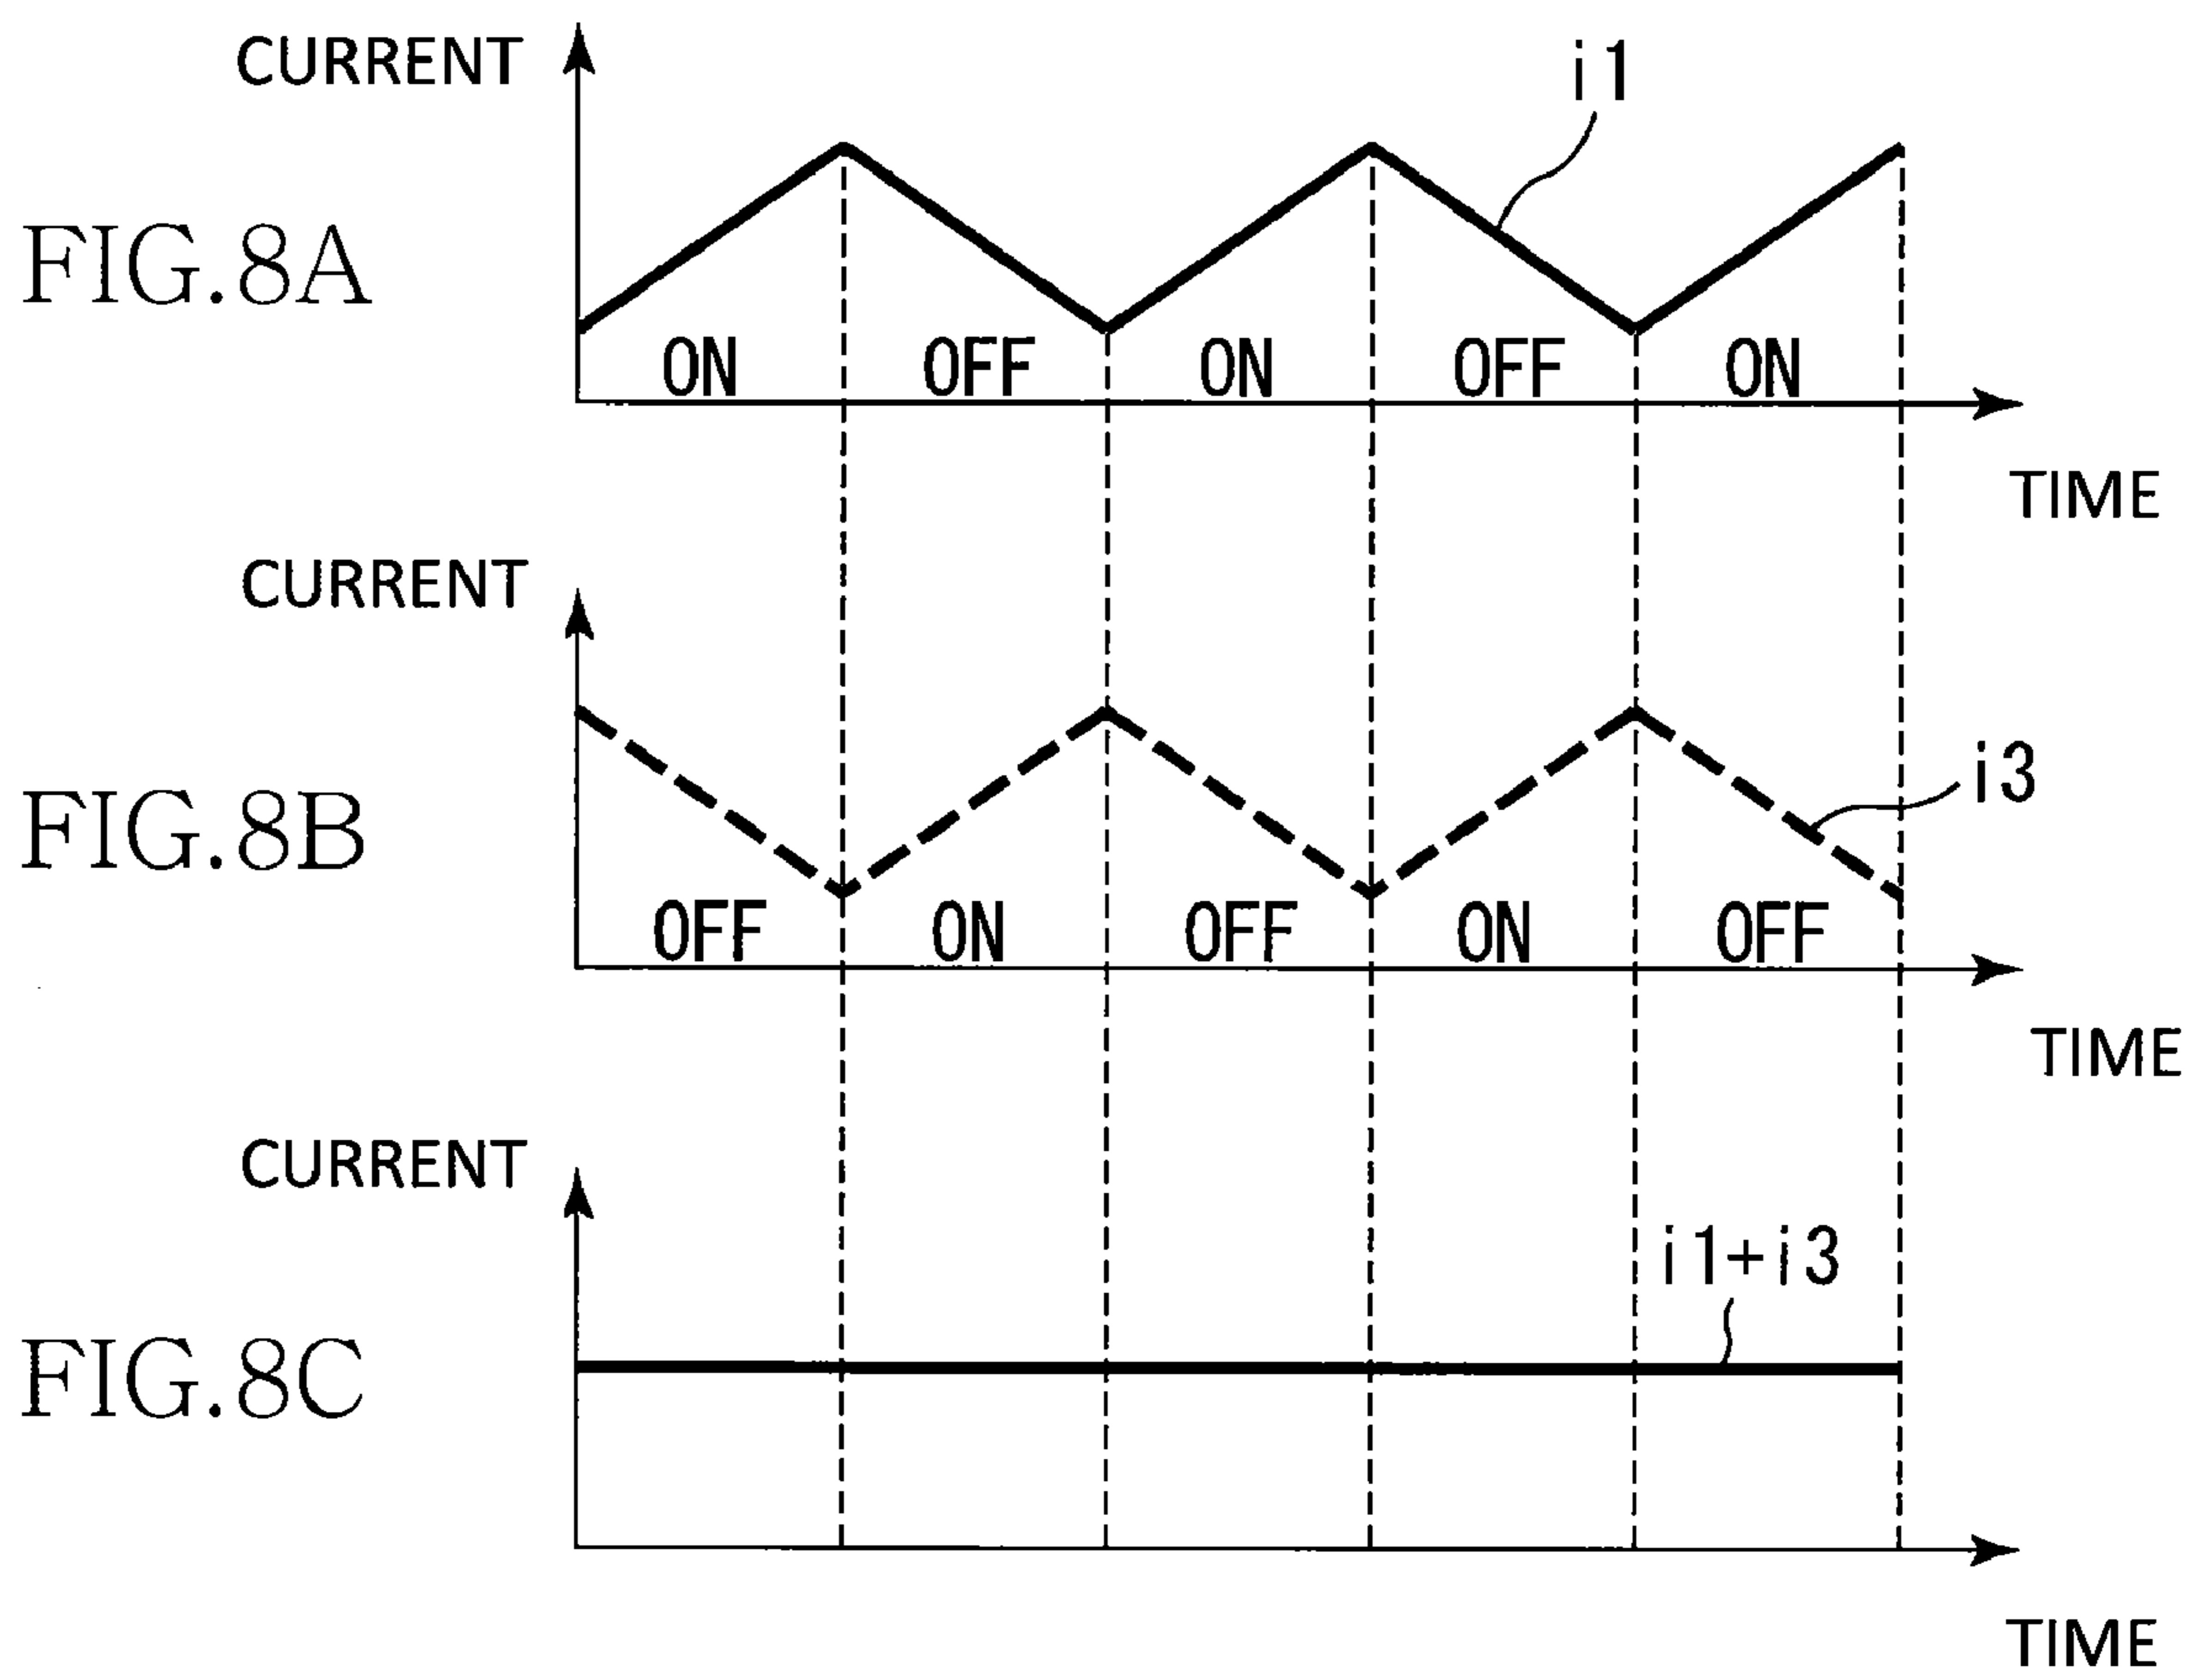 CURRENT
i1
FIG.8A
ON OFF ON OFF ON
TIME
CURRENT
i3
FIG.8B
OFF ON OFF ON OFF
TIME
CURRENT
i1+i3
FIG.8C
TIME